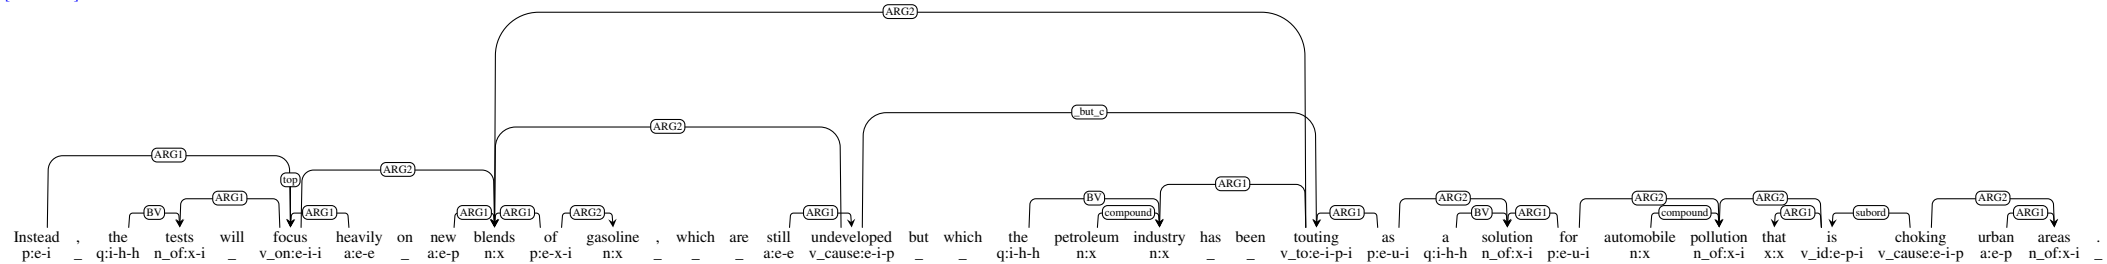 ARG2
_but_c
ARG2
ARG1
ARG2
top
BV ARG1
ARG1
ARG1 ARG1 ARG2
ARG1
BV
compound
ARG1
ARG1
ARG2
BV ARG1
ARG2
compound
ARG2
ARG1
subord
ARG2
ARG1
Instead , the tests will focus heavily on new blends of gasoline , which are still undeveloped but which the petroleum industry has been touting as a solution for automobile pollution that is choking urban areas .
p:e-i _ q:i-h-h n_of:x-i _ v_on:e-i-i a:e-e _ a:e-p n:x p:e-x-i n:x _ _ _ a:e-e v_cause:e-i-p _ _ q:i-h-h n:x n:x _ _ v_to:e-i-p-i p:e-u-i q:i-h-h n_of:x-i p:e-u-i n:x n_of:x-i x:x v_id:e-p-i v_cause:e-i-p a:e-p n_of:x-i _